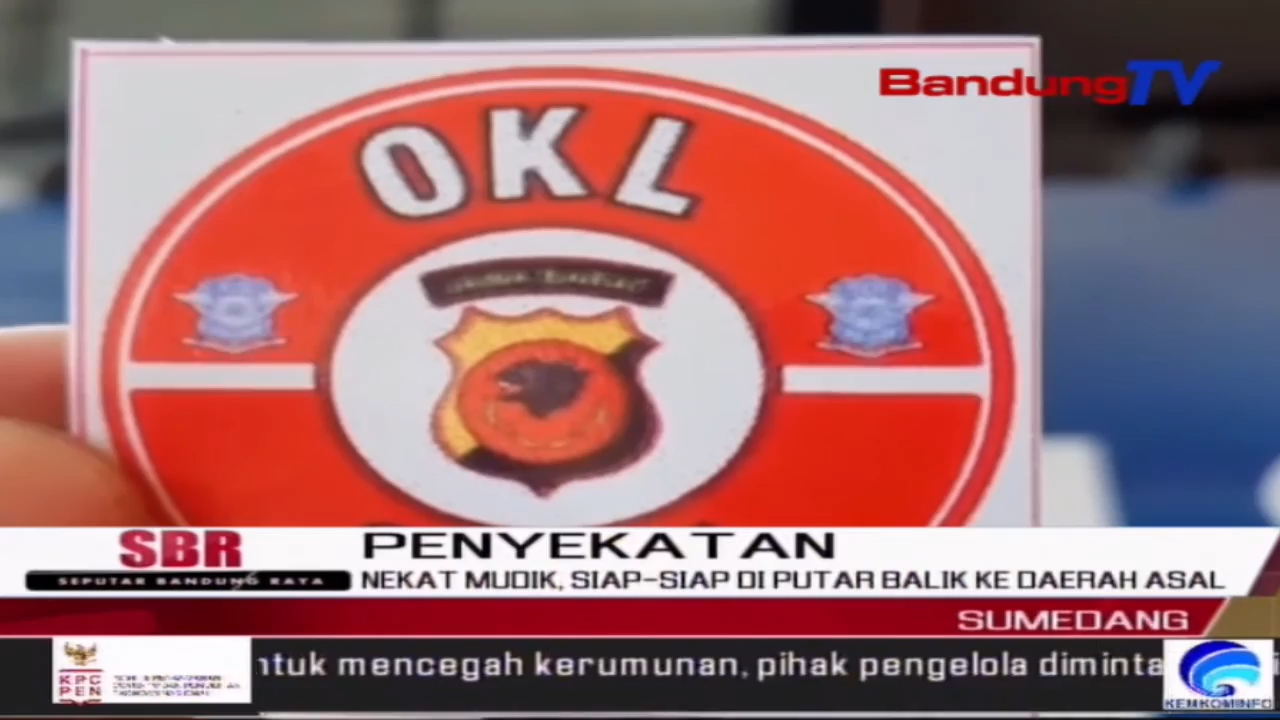 BandungTV
OKL
SBR
SEPUTAR BANDUNG RAYA
PENYEKATAN
NEKAT MUDIK, SIAP-SIAP DI PUTAR BALIK KE DAERAH ASAL
SUMEDANG
KPC
PEN
ntuk mencegah kerumunan, pihak pengelola diminta
KEMKOMINFO